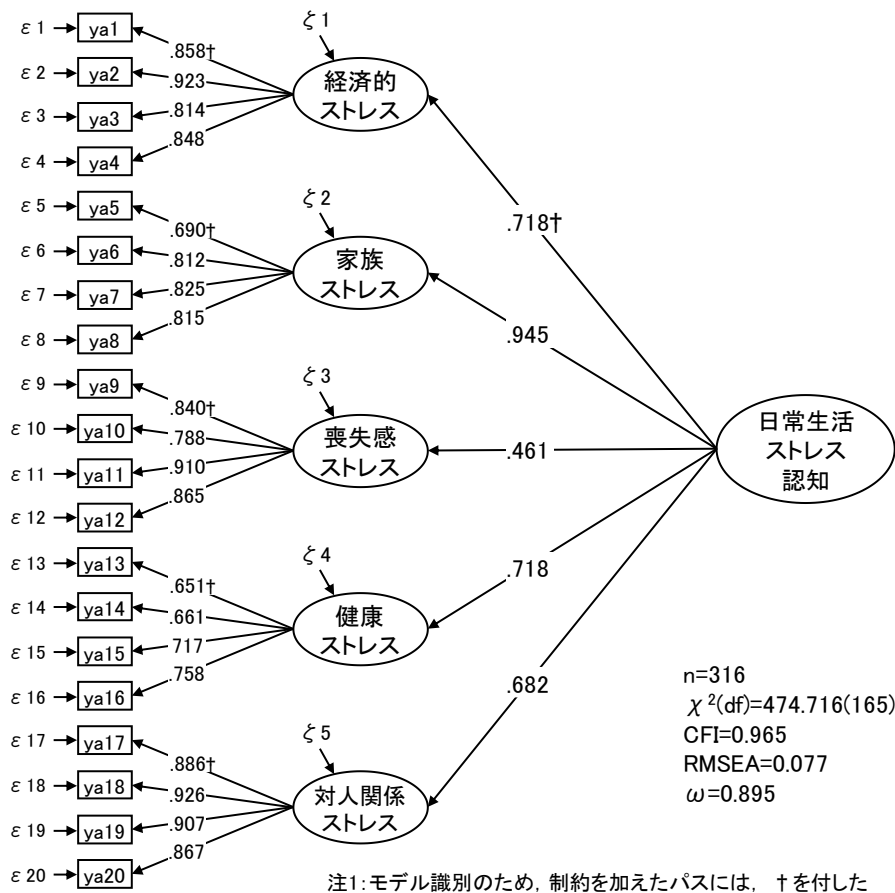 ζ1
ε1 ya1 .858†
ε2 ya2 .923
ε3 ya3 .814
ε4 ya4 .848
経済的
ストレス
.718†
ζ2
ε5 ya5 .690†
ε6 ya6 .812
ε7 ya7 .825
ε8 ya8 .815
家族
ストレス
.945
ζ3
ε9 ya9 .840†
ε10 ya10 .788
ε11 ya11 .910
ε12 ya12 .865
喪失感
ストレス
.461
日常生活
ストレス
認知
ζ4
ε13 ya13 .651†
ε14 ya14 .661
ε15 ya15 717
ε16 ya16 .758
健康
ストレス
.718
ζ5
ε17 ya17 .886†
ε18 ya18 .926
ε19 ya19 .907
ε20 ya20 .867
対人関係
ストレス
.682
n=316
χ²(df)=474.716(165)
CFI=0.965
RMSEA=0.077
ω=0.895
注1:モデル識別のため,制約を加えたパスには, †を付した